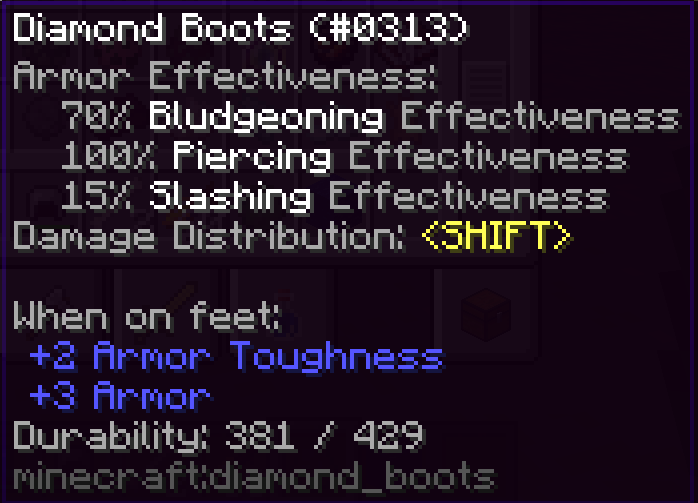 Diamond Boots (#0313)
Armor Effectiveness:
70% Bludgeoning Effectiveness
100% Piercing Effectiveness
15% Slashing Effectiveness
Damage Distribution: <SHIFT>
When on feet:
+2 Armor Toughness
+3 Armor
Durability: 381 / 429
minecraft:diamond_boots